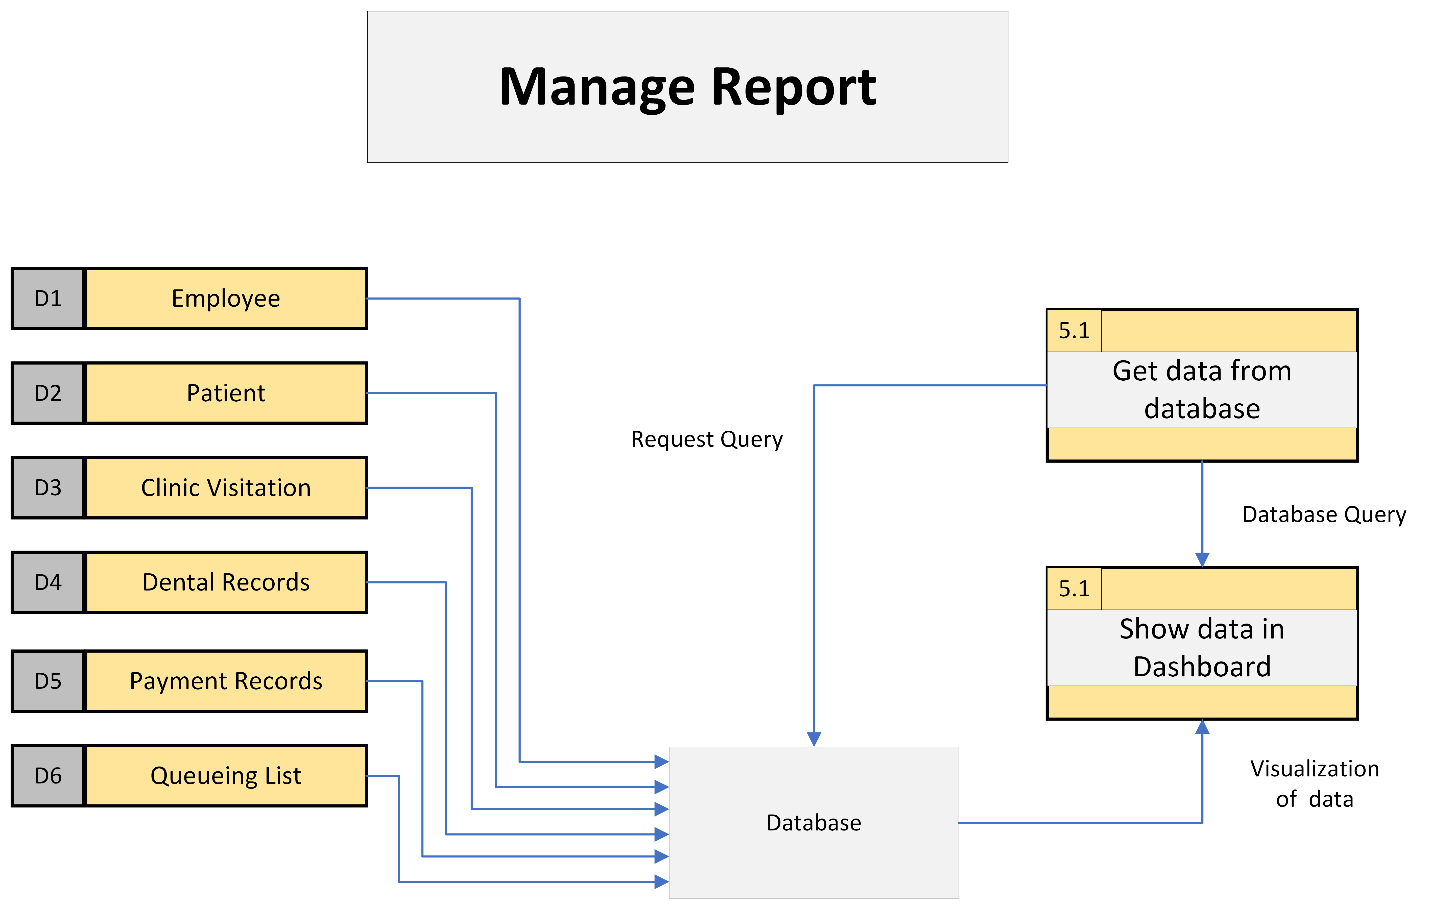 Manage Report
D1
Employee
D2
Patient
D3
Clinic Visitation
D4
Dental Records
D5
Payment Records
D6
Queueing List
Request Query
5.1
Get data from
database
Database Query
5.1
Show data in
Dashboard
Visualization
of data
Database